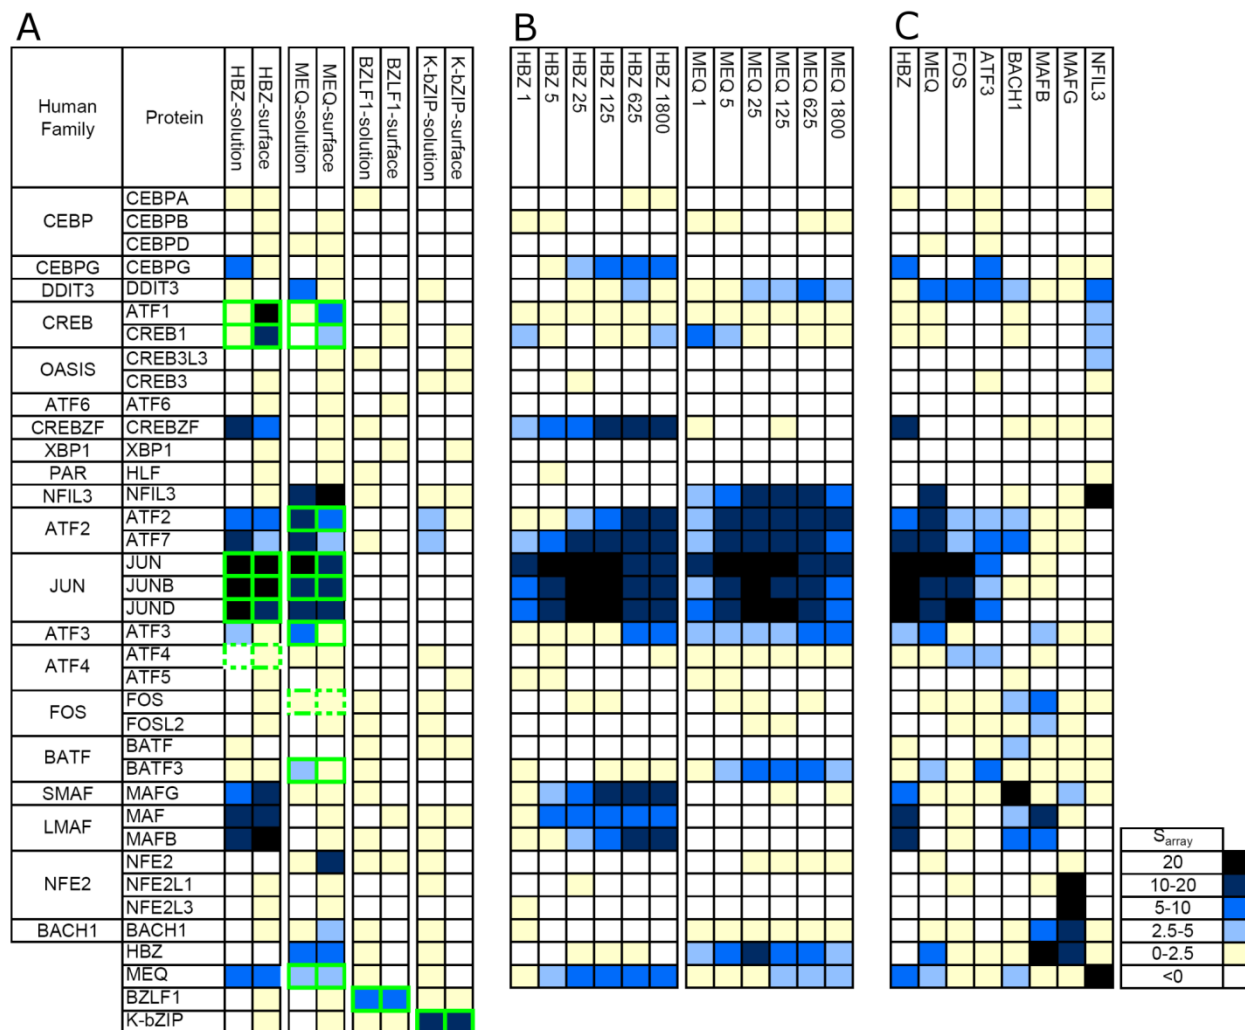 A
B
C
Human Family
Protein
HBZ-solution
HBZ-surface
MEQ-solution
MEQ-surface
BZLF1-solution
BZLF1-surface
K-bZIP-solution
K-bZIP-surface
HBZ 1
HBZ 5
HBZ 25
HBZ 125
HBZ 625
HBZ 1800
MEQ 1
MEQ 5
MEQ 25
MEQ 125
MEQ 625
MEQ 1800
HBZ
MEQ
FOS
ATF3
BACH1
MAFB
MAFG
NFIL3
CEBP
CEBPA
CEBPB
CEBPD
CEBPG CEBPG
DDIT3 DDIT3
CREB
ATF1
CREB1
OASIS
CREB3L3
CREB3
ATF6 ATF6
CREBZF CREBZF
XBP1 XBP1
PAR HLF
NFIL3 NFIL3
ATF2
ATF2
ATF7
JUN
JUN
JUNB
JUND
ATF3 ATF3
ATF4
ATF4
ATF5
FOS
FOS
FOSL2
BATF
BATF
BATF3
SMAF MAFG
LMAF
MAF
MAFB
NFE2
NFE2
NFE2L1
NFE2L3
BACH1 BACH1
HBZ
MEQ
BZLF1
K-bZIP
Sarray
20
10-20
5-10
2.5-5
0-2.5
<0